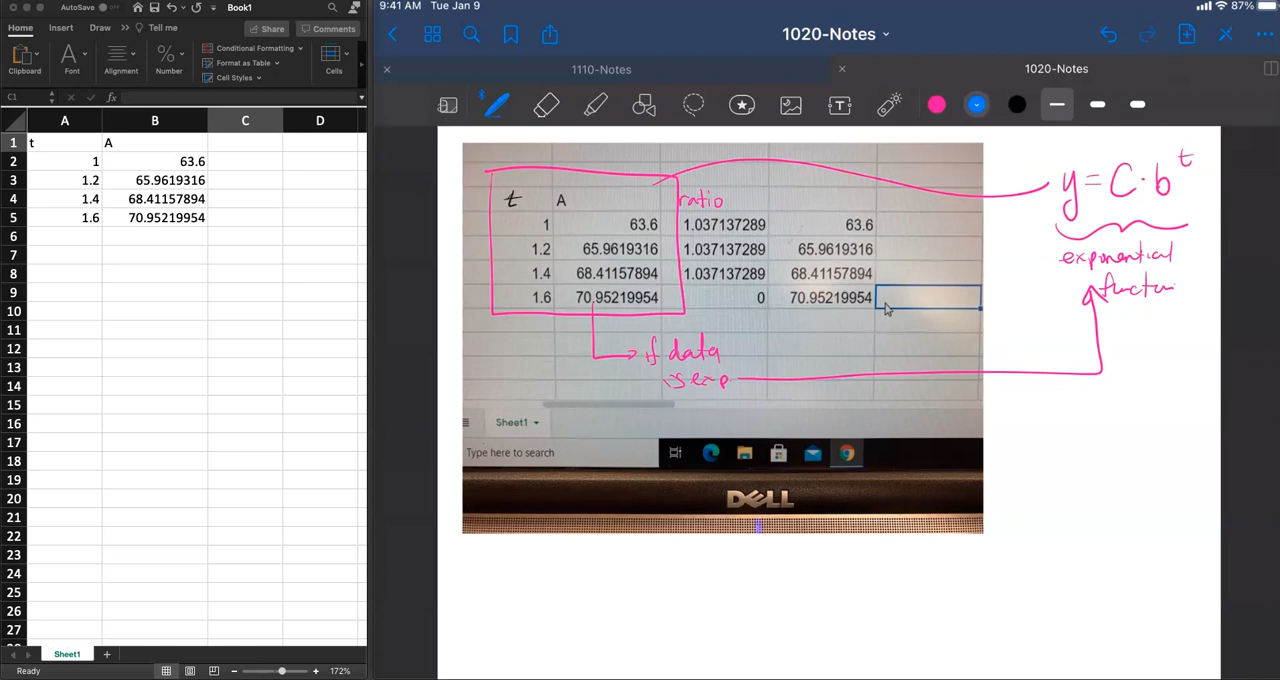 AutoSave
Book1
Home
Insert
Draw
Tell me
Share
Comments
Clipboard
Font
Alignment
Number
Conditional Formatting
Format as Table
Cell Styles
Cells
C1
fx
A B C D
1 t A
2 1 63.6
3 1.2 65.9619316
4 1.4 68.41157894
5 1.6 70.95219954
6
7
8
9
10
11
12
13
14
15
16
17
18
19
20
21
22
23
24
25
26
27
Sheet1
Ready
172%
9:41 AM Tue Jan 9
87%
1020-Notes
1110-Notes
1020-Notes
t A ratio
1 63.6 1.037137289 63.6
1.2 65.9619316 1.037137289 65.9619316
1.4 68.41157894 1.037137289 68.41157894
1.6 70.95219954 0 70.95219954
if data
is exp.
y = C · b^t
exponential
function
Sheet1
Type here to search
DELL